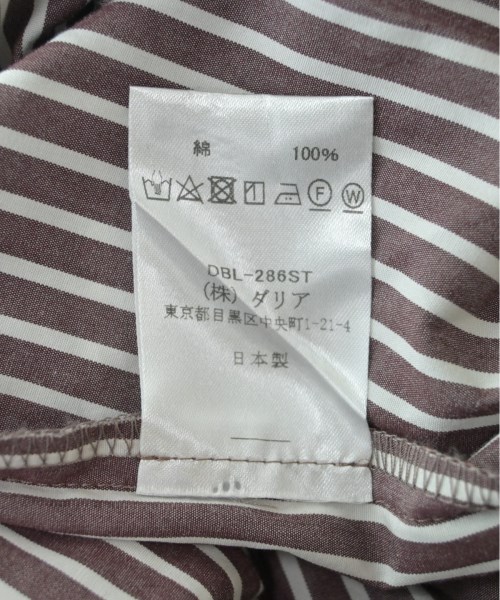 綿 100%
F W
DBL-286ST
(株) ダリア
東京都目黒区中央町1-21-4
日本製